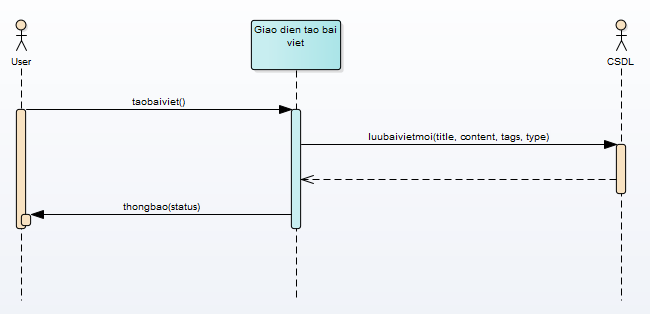 Giao dien tao bai
viet
User
CSDL
taobaiviet()
luubaivietmoi(title, content, tags, type)
thongbao(status)